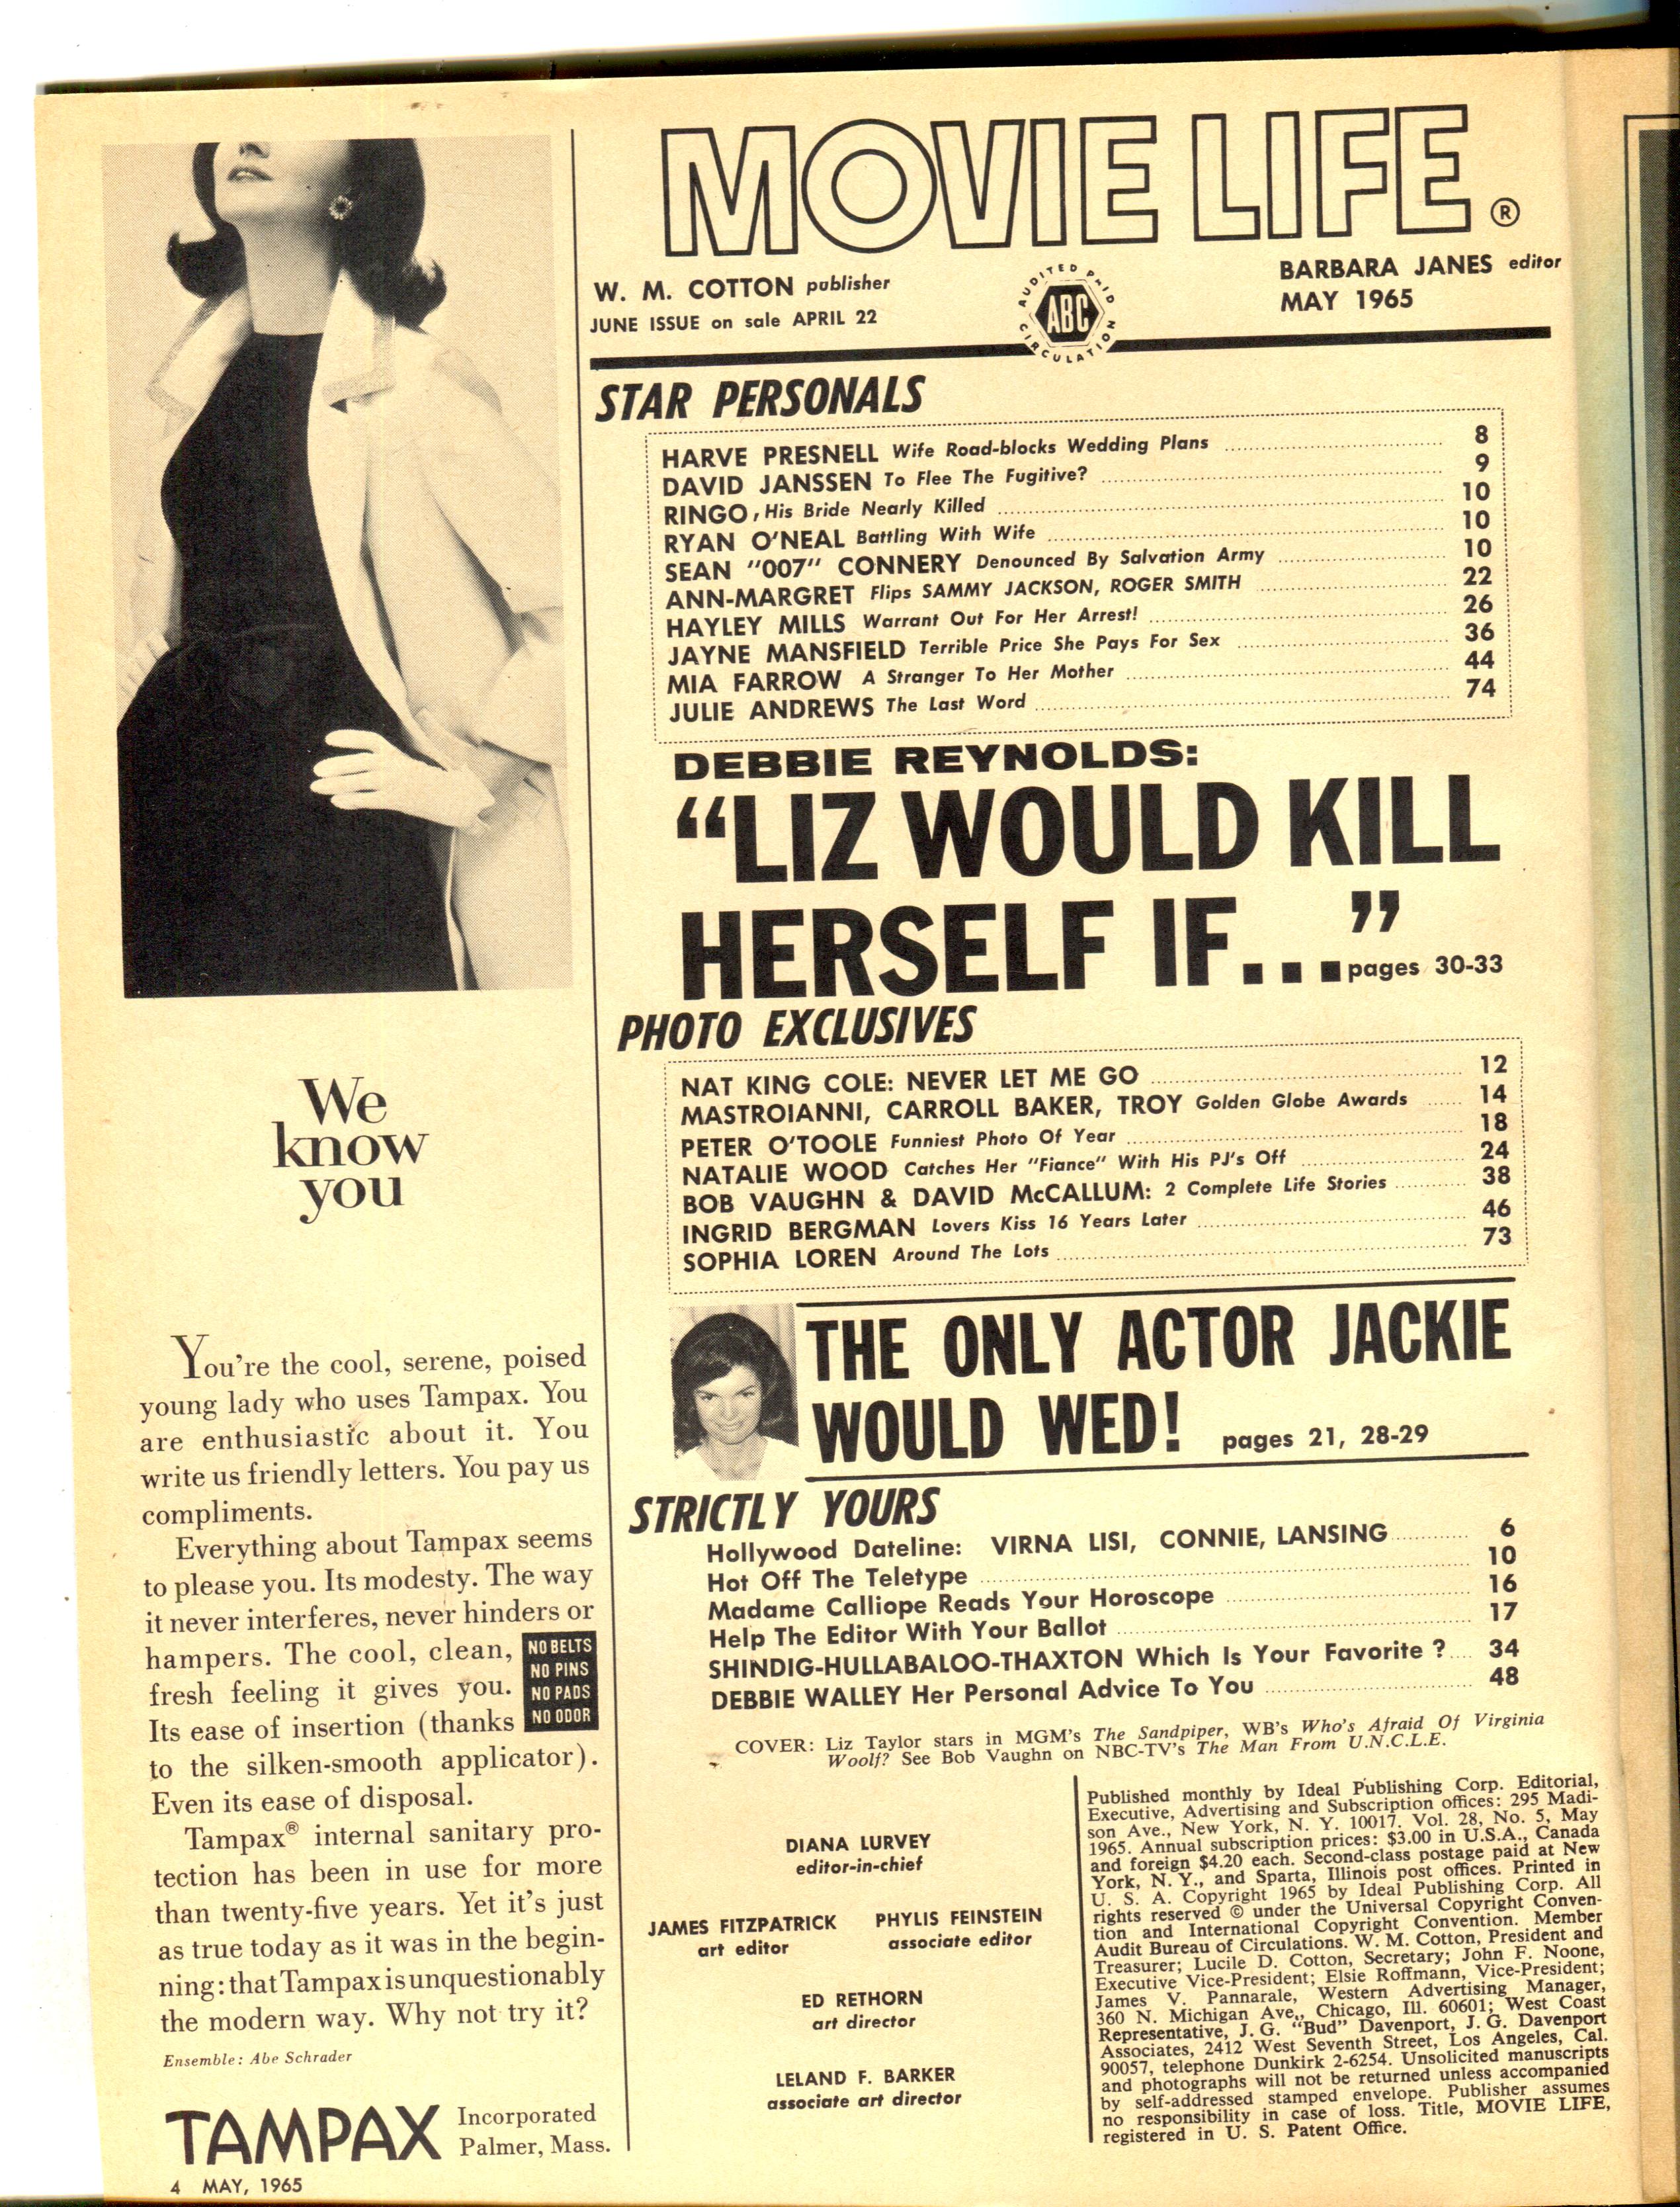 MOVIE LIFE®
W. M. COTTON publisher
JUNE ISSUE on sale APRIL 22
AUDITED PAID CIRCULATION
ABC
BARBARA JANES editor
MAY 1965
STAR PERSONALS
HARVE PRESNELL Wife Road-blocks Wedding Plans 8
DAVID JANSSEN To Flee The Fugitive? 9
RINGO, His Bride Nearly Killed 10
RYAN O'NEAL Battling With Wife 10
SEAN "007" CONNERY Denounced By Salvation Army 10
ANN-MARGRET Flips SAMMY JACKSON, ROGER SMITH 22
HAYLEY MILLS Warrant Out For Her Arrest! 26
JAYNE MANSFIELD Terrible Price She Pays For Sex 36
MIA FARROW A Stranger To Her Mother 44
JULIE ANDREWS The Last Word 74
DEBBIE REYNOLDS:
“LIZ WOULD KILL
HERSELF IF...” pages 30-33
PHOTO EXCLUSIVES
NAT KING COLE: NEVER LET ME GO 12
MASTROIANNI, CARROLL BAKER, TROY Golden Globe Awards 14
PETER O'TOOLE Funniest Photo Of Year 18
NATALIE WOOD Catches Her "Fiance" With His PJ's Off 24
BOB VAUGHN & DAVID McCALLUM: 2 Complete Life Stories 38
INGRID BERGMAN Lovers Kiss 16 Years Later 46
SOPHIA LOREN Around The Lots 73
THE ONLY ACTOR JACKIE
WOULD WED! pages 21, 28-29
STRICTLY YOURS
Hollywood Dateline: VIRNA LISI, CONNIE, LANSING 6
Hot Off The Teletype 10
Madame Calliope Reads Your Horoscope 16
Help The Editor With Your Ballot 17
SHINDIG-HULLABALOO-THAXTON Which Is Your Favorite ? 34
DEBBIE WALLEY Her Personal Advice To You 48
COVER: Liz Taylor stars in MGM's The Sandpiper, WB's Who's Afraid Of Virginia
Woolf? See Bob Vaughn on NBC-TV's The Man From U.N.C.L.E.
DIANA LURVEY
editor-in-chief
JAMES FITZPATRICK
art editor
PHYLIS FEINSTEIN
associate editor
ED RETHORN
art director
LELAND F. BARKER
associate art director
Published monthly by Ideal Publishing Corp. Editorial,
Executive, Advertising and Subscription offices: 295 Madi-
son Ave., New York, N. Y. 10017. Vol. 28, No. 5, May
1965. Annual subscription prices: $3.00 in U.S.A., Canada
and foreign $4.20 each. Second-class postage paid at New
York, N. Y., and Sparta, Illinois post offices. Printed in
U. S. A. Copyright 1965 by Ideal Publishing Corp. All
rights reserved © under the Universal Copyright Conven-
tion and International Copyright Convention. Member
Audit Bureau of Circulations. W. M. Cotton, President and
Treasurer; Lucile D. Cotton, Secretary; John F. Noone,
Executive Vice-President; Elsie Roffmann, Vice-President;
James V. Pannarale, Western Advertising Manager,
360 N. Michigan Ave., Chicago, Ill. 60601; West Coast
Representative, J. G. "Bud" Davenport, J. G. Davenport
Associates, 2412 West Seventh Street, Los Angeles, Cal.
90057, telephone Dunkirk 2-6254. Unsolicited manuscripts
and photographs will not be returned unless accompanied
by self-addressed stamped envelope. Publisher assumes
no responsibility in case of loss. Title, MOVIE LIFE,
registered in U. S. Patent Office.
We
know
you
You're the cool, serene, poised
young lady who uses Tampax. You
are enthusiastic about it. You
write us friendly letters. You pay us
compliments.
Everything about Tampax seems
to please you. Its modesty. The way
it never interferes, never hinders or
hampers. The cool, clean,
fresh feeling it gives you.
Its ease of insertion (thanks
to the silken-smooth applicator).
Even its ease of disposal.
NO BELTS
NO PINS
NO PADS
NO ODOR
Tampax® internal sanitary pro-
tection has been in use for more
than twenty-five years. Yet it's just
as true today as it was in the begin-
ning: that Tampax is unquestionably
the modern way. Why not try it?
Ensemble: Abe Schrader
TAMPAX Incorporated
Palmer, Mass.
4 MAY, 1965